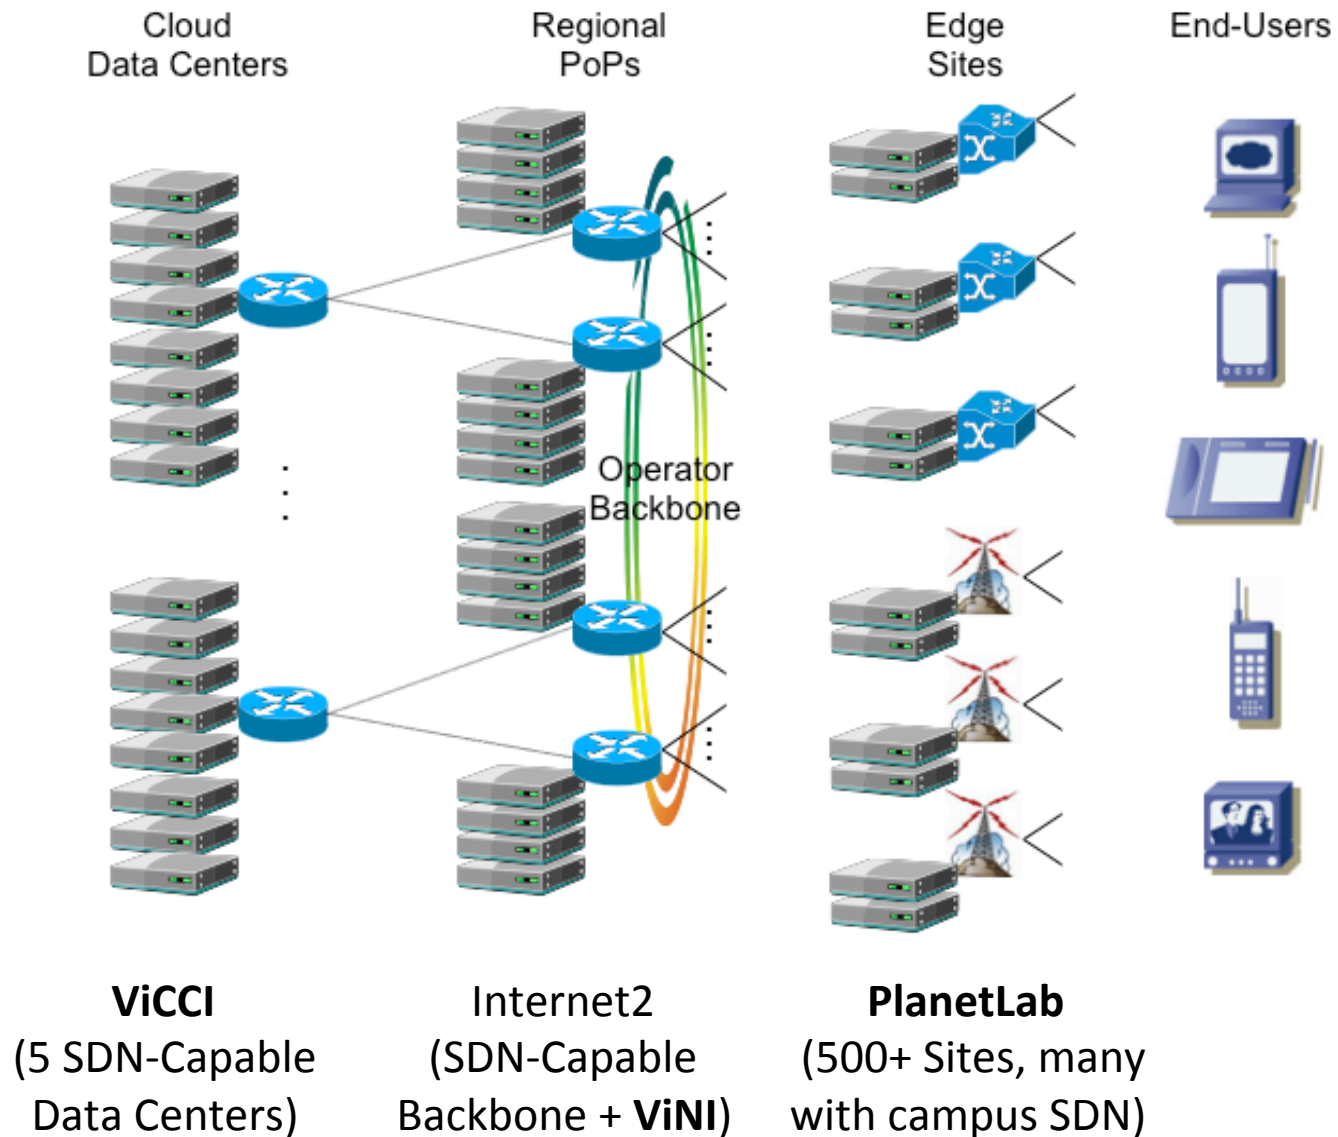 Cloud
Data Centers
Regional
PoPs
Edge
Sites
End-Users
Operator
Backbone
ViCCI
(5 SDN-Capable
Data Centers)
Internet2
(SDN-Capable
Backbone + ViNI)
PlanetLab
(500+ Sites, many
with campus SDN)